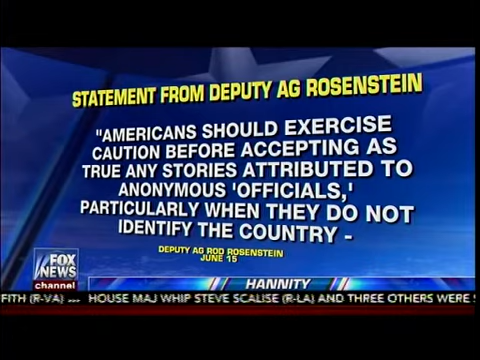 STATEMENT FROM DEPUTY AG ROSENSTEIN
"AMERICANS SHOULD EXERCISE
CAUTION BEFORE ACCEPTING AS
TRUE ANY STORIES ATTRIBUTED TO
ANONYMOUS 'OFFICIALS,'
PARTICULARLY WHEN THEY DO NOT
IDENTIFY THE COUNTRY -
DEPUTY AG ROD ROSENSTEIN
JUNE 15
FOX
NEWS
channel
HANNITY
FITH (R-VA) --- HOUSE MAJ WHIP STEVE SCALISE (R-LA) AND THREE OTHERS WERE